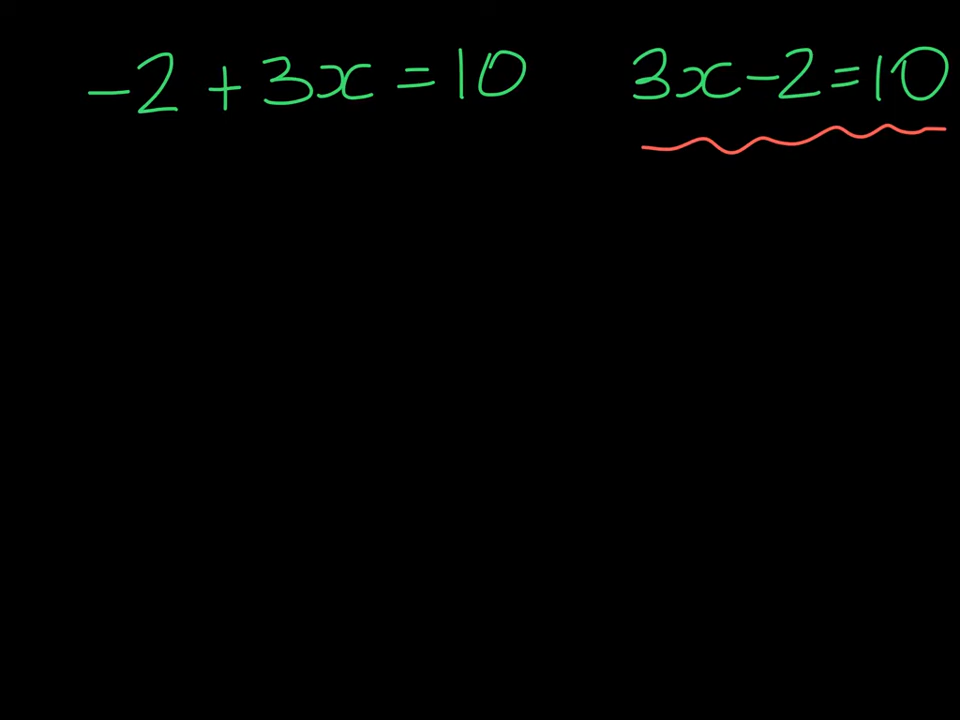 -2 + 3x = 10 3x - 2 = 10